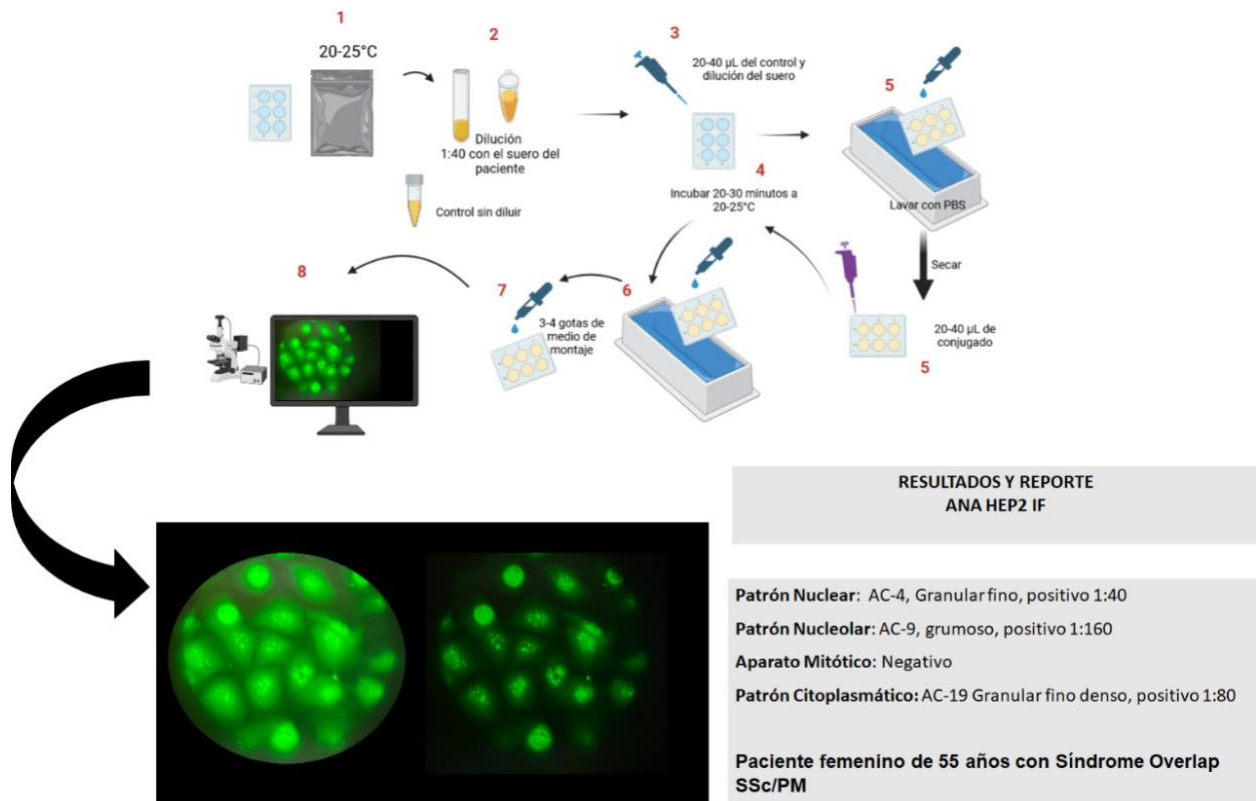 1
20-25°C
2
Dilución
1:40 con el suero del
paciente
Control sin diluir
3
20-40 µL del control y
dilución del suero
4
Incubar 20-30 minutos a
20-25°C
5
Lavar con PBS
Secar
20-40 µL de
conjugado
5
6
7
3-4 gotas de
medio de
montaje
8
RESULTADOS Y REPORTE
ANA HEP2 IF
Patrón Nuclear: AC-4, Granular fino, positivo 1:40
Patrón Nucleolar: AC-9, grumoso, positivo 1:160
Aparato Mitótico: Negativo
Patrón Citoplasmático: AC-19 Granular fino denso, positivo 1:80
Paciente femenino de 55 años con Síndrome Overlap
SSc/PM